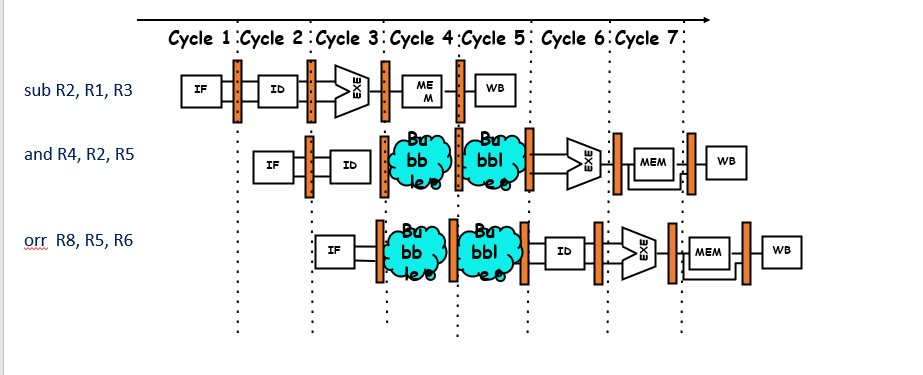 Cycle 1 Cycle 2 Cycle 3 Cycle 4 Cycle 5 Cycle 6 Cycle 7
sub R2, R1, R3
IF
ID
EXE
ME
M
WB
and R4, R2, R5
IF
ID
Bu
bb
le
Bu
bbl
e
EXE
MEM
WB
orr R8, R5, R6
IF
Bu
bb
le
Bu
bbl
e
ID
EXE
MEM
WB